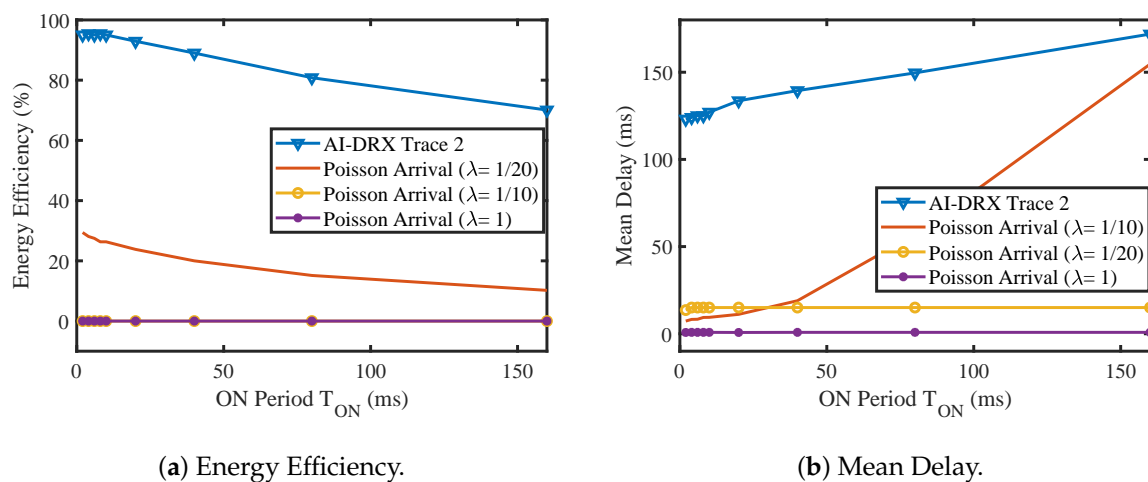 100
80
60
40
20
0
Energy Efficiency (%)
AI-DRX Trace 2
Poisson Arrival (λ= 1/20)
Poisson Arrival (λ= 1/10)
Poisson Arrival (λ= 1)
0 50 100 150
ON Period T_ON (ms)
(a) Energy Efficiency.
150
100
50
0
Mean Delay (ms)
AI-DRX Trace 2
Poisson Arrival (λ= 1/10)
Poisson Arrival (λ= 1/20)
Poisson Arrival (λ= 1)
0 50 100 150
ON Period T_ON (ms)
(b) Mean Delay.